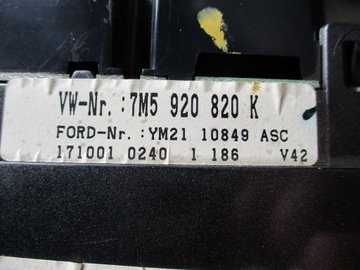 VW-Nr. :7M5 920 820 K
FORD-Nr. :YM21 10849 ASC
171001 0240 1 186 V42